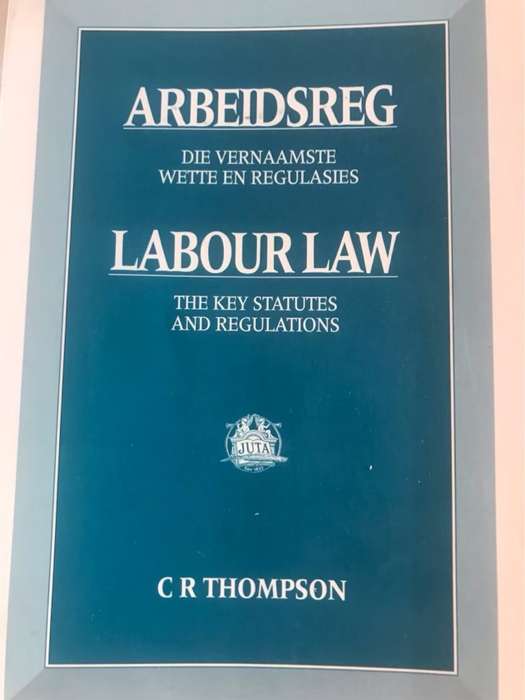 ARBEIDSREG
DIE VERNAAMSTE
WETTE EN REGULASIES
LABOUR LAW
THE KEY STATUTES
AND REGULATIONS
JUTA
C R THOMPSON